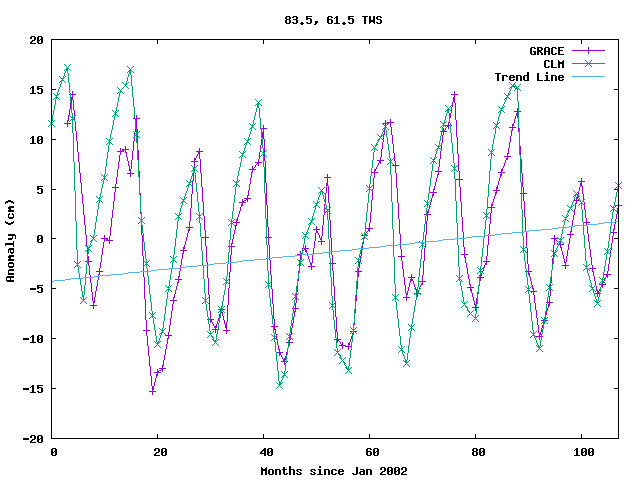 83.5, 61.5 TWS
GRACE
CLM
Trend Line
20
15
10
5
0
-5
-10
-15
-20
Anomaly (cm)
0 20 40 60 80 100
Months since Jan 2002